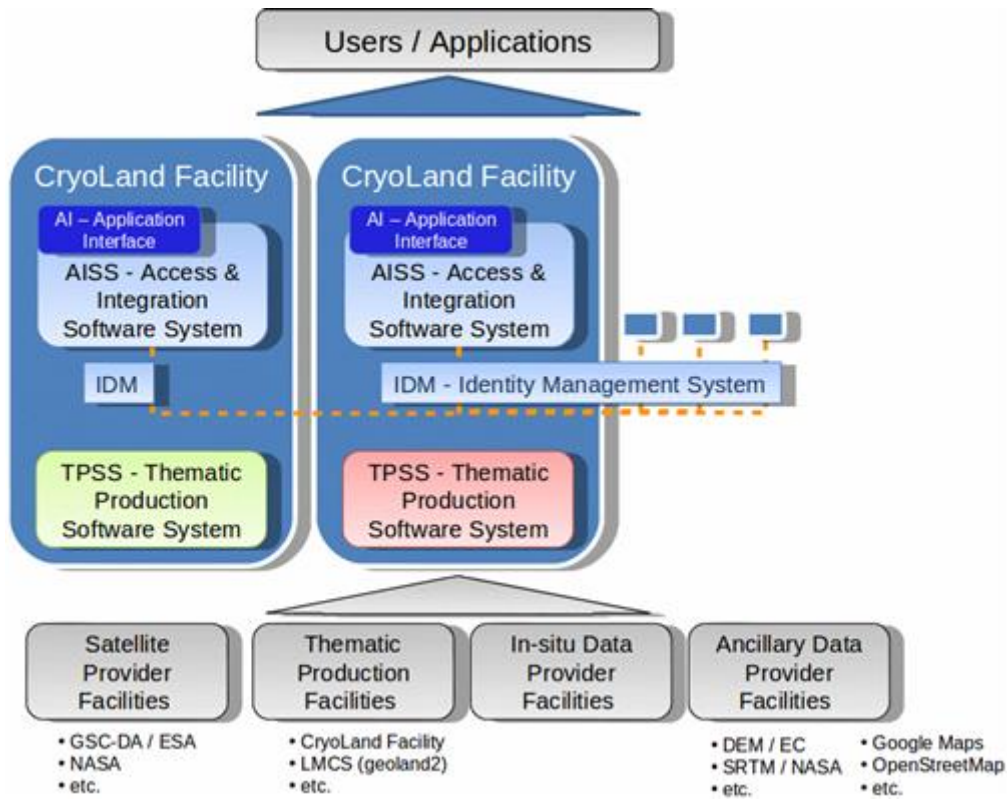 Users / Applications
CryoLand Facility
AI – Application
Interface
AISS - Access &
Integration
Software System
IDM
TPSS - Thematic
Production
Software System
CryoLand Facility
AI – Application
Interface
AISS - Access &
Integration
Software System
IDM - Identity Management System
TPSS - Thematic
Production
Software System
Satellite
Provider
Facilities
• GSC-DA / ESA
• NASA
• etc.
Thematic
Production
Facilities
• CryoLand Facility
• LMCS (geoland2)
• etc.
In-situ Data
Provider
Facilities
Ancillary Data
Provider
Facilities
• DEM / EC
• SRTM / NASA
• etc.
• Google Maps
• OpenStreetMap
• etc.